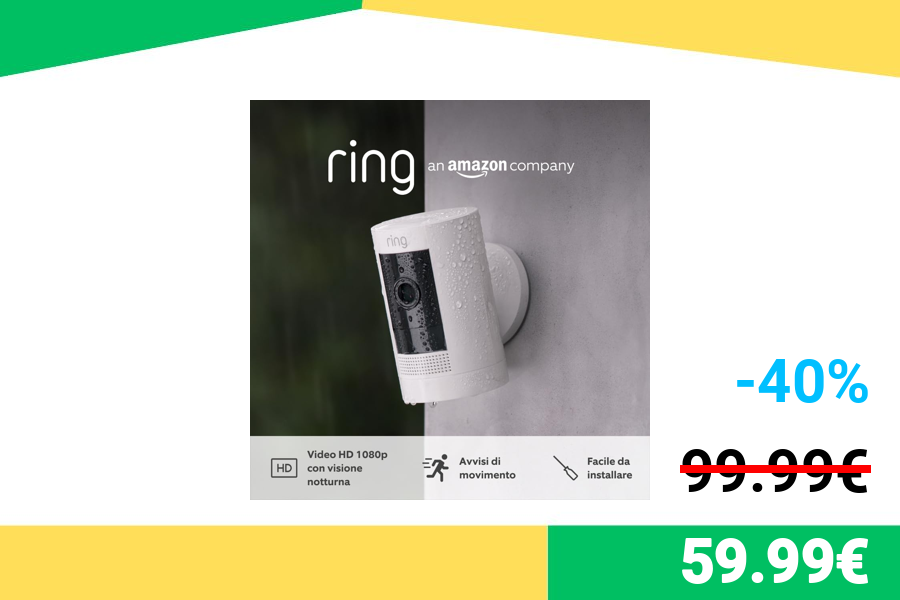 ring an amazon company
ring
HD
Video HD 1080p
con visione
notturna
Avvisi di
movimento
Facile da
installare
-40%
99.99€
59.99€